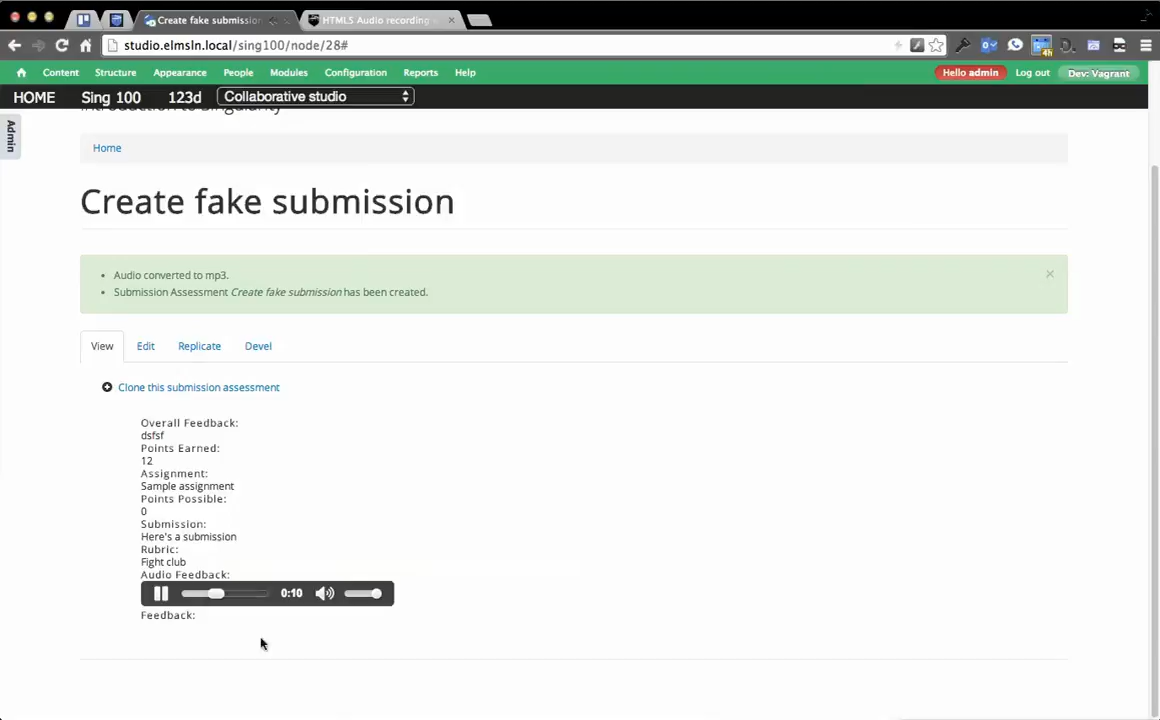 Create fake submission
HTML5 Audio recording
studio.elmsln.local/sing100/node/28#
Content Structure Appearance People Modules Configuration Reports Help Hello admin Log out Dev: Vagrant
HOME Sing 100 123d Collaborative studio
Introduction to Singularity
Admin
Home
Create fake submission
Audio converted to mp3.
Submission Assessment Create fake submission has been created.
×
View Edit Replicate Devel
Clone this submission assessment
Overall Feedback:
dsfsf
Points Earned:
12
Assignment:
Sample assignment
Points Possible:
0
Submission:
Here's a submission
Rubric:
Fight club
Audio Feedback:
0:10
Feedback: